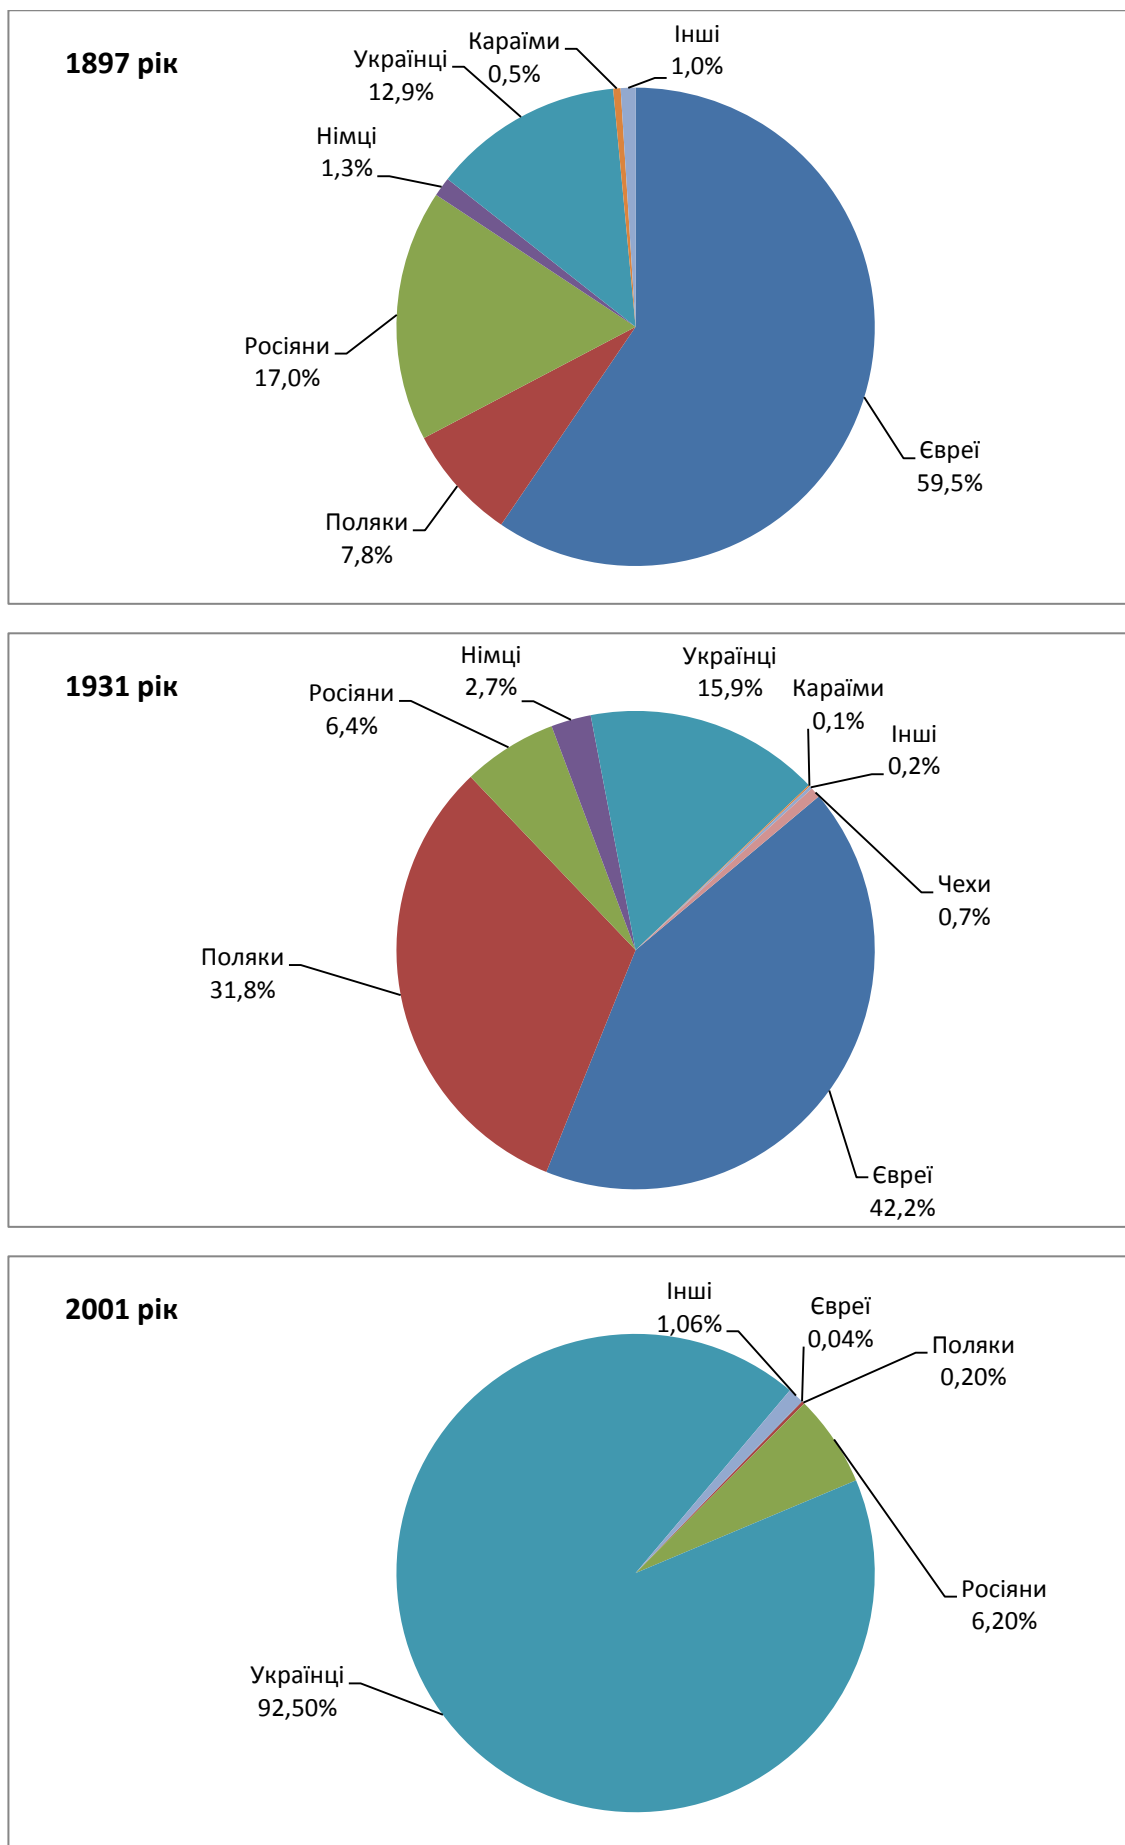 1897 рік
Караїми
0,5%
Інші
1,0%
Українці
12,9%
Німці
1,3%
Росіяни
17,0%
Євреї
59,5%
Поляки
7,8%
1931 рік
Німці
2,7%
Українці
15,9%
Росіяни
6,4%
Караїми
0,1%
Інші
0,2%
Чехи
0,7%
Поляки
31,8%
Євреї
42,2%
2001 рік
Інші
1,06%
Євреї
0,04%
Поляки
0,20%
Росіяни
6,20%
Українці
92,50%